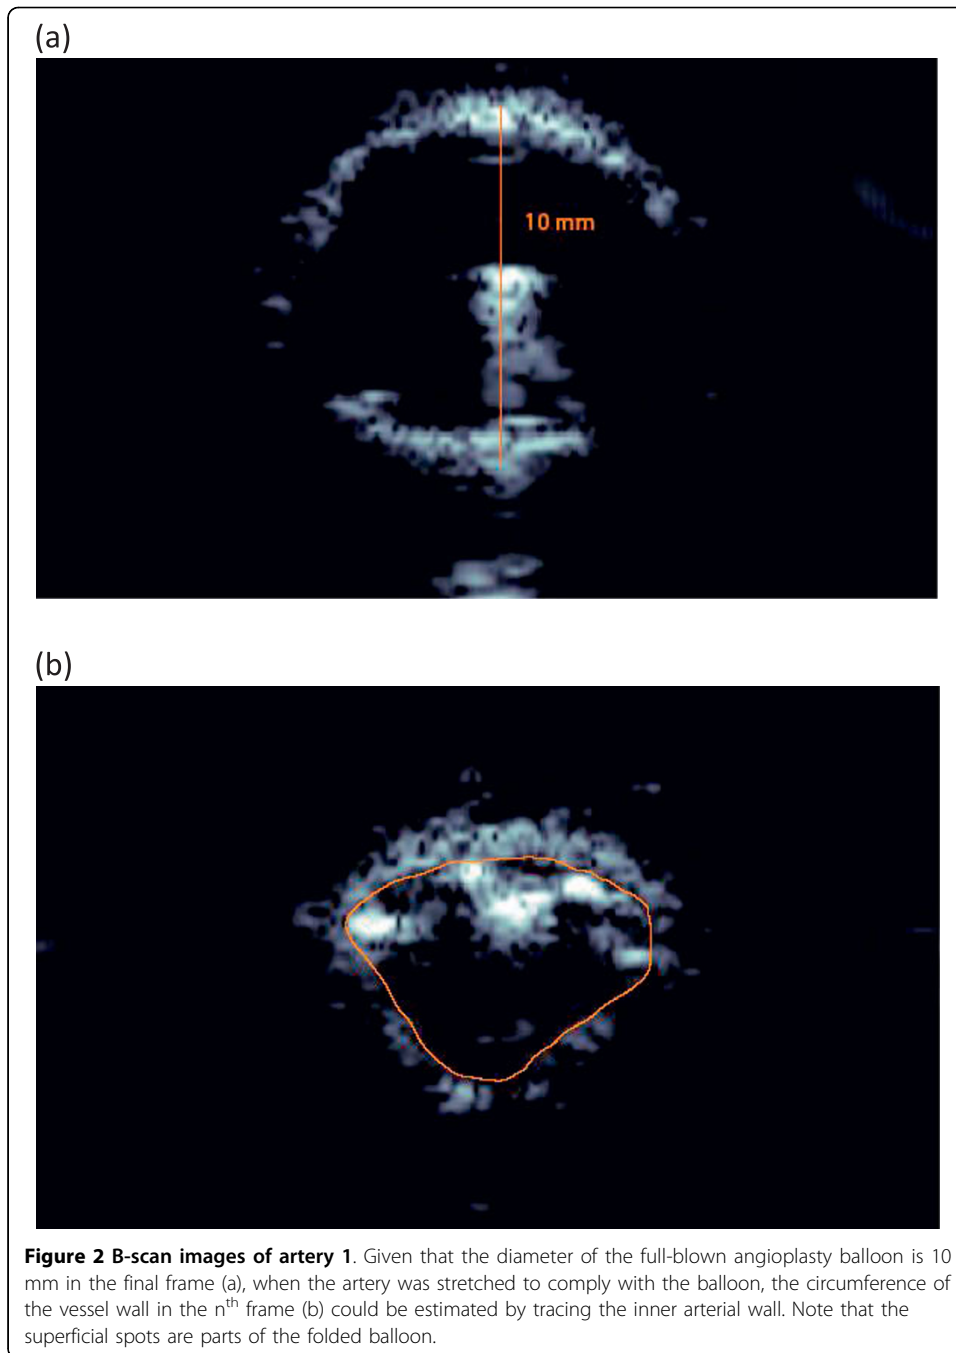 (a)
10 mm
(b)
Figure 2 B-scan images of artery 1. Given that the diameter of the full-blown angioplasty balloon is 10
mm in the final frame (a), when the artery was stretched to comply with the balloon, the circumference of
the vessel wall in the nth frame (b) could be estimated by tracing the inner arterial wall. Note that the
superficial spots are parts of the folded balloon.